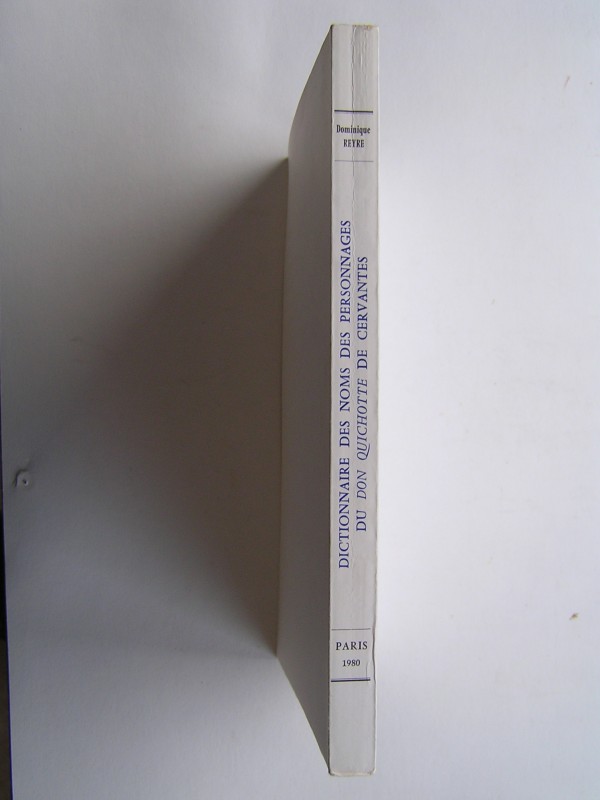 Dominique
REYRE
DICTIONNAIRE DES NOMS DES PERSONNAGES
DU DON QUICHOTTE DE CERVANTES
PARIS
1980